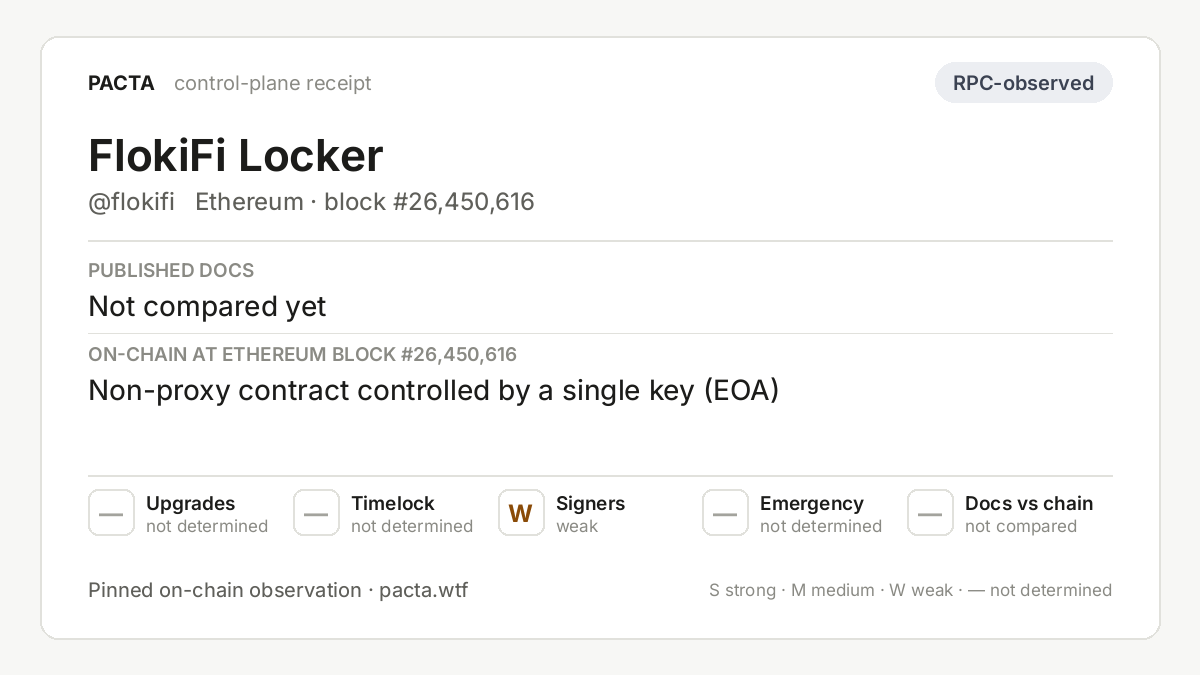 PACTA control-plane receipt
RPC-observed
FlokiFi Locker
@flokifi Ethereum · block #26,450,616
PUBLISHED DOCS
Not compared yet
ON-CHAIN AT ETHEREUM BLOCK #26,450,616
Non-proxy contract controlled by a single key (EOA)
— Upgrades
not determined
— Timelock
not determined
W Signers
weak
— Emergency
not determined
— Docs vs chain
not compared
Pinned on-chain observation · pacta.wtf
S strong · M medium · W weak · — not determined